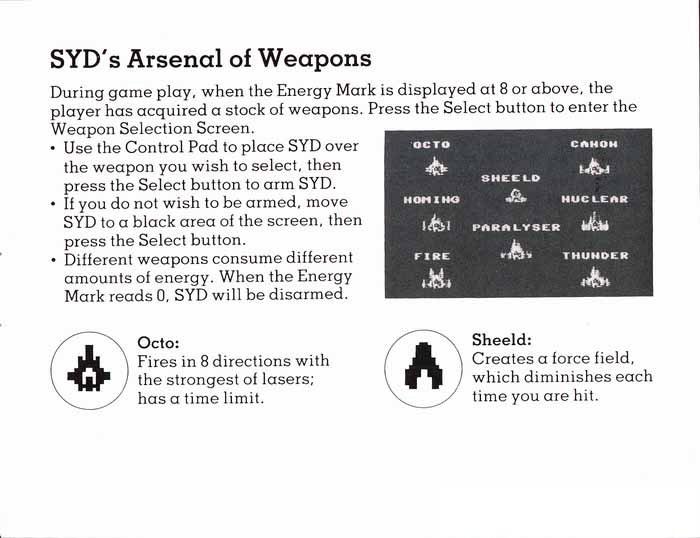 SYD's Arsenal of Weapons
During game play, when the Energy Mark is displayed at 8 or above, the
player has acquired a stock of weapons. Press the Select button to enter the
Weapon Selection Screen.
• Use the Control Pad to place SYD over
the weapon you wish to select, then
press the Select button to arm SYD.
• If you do not wish to be armed, move
SYD to a black area of the screen, then
press the Select button.
• Different weapons consume different
amounts of energy. When the Energy
Mark reads 0, SYD will be disarmed.
OCTO
CANON
SHEELD
HOMING
NUCLEAR
PARALYSER
FIRE
THUNDER
Octo:
Fires in 8 directions with
the strongest of lasers;
has a time limit.
Sheeld:
Creates a force field,
which diminishes each
time you are hit.